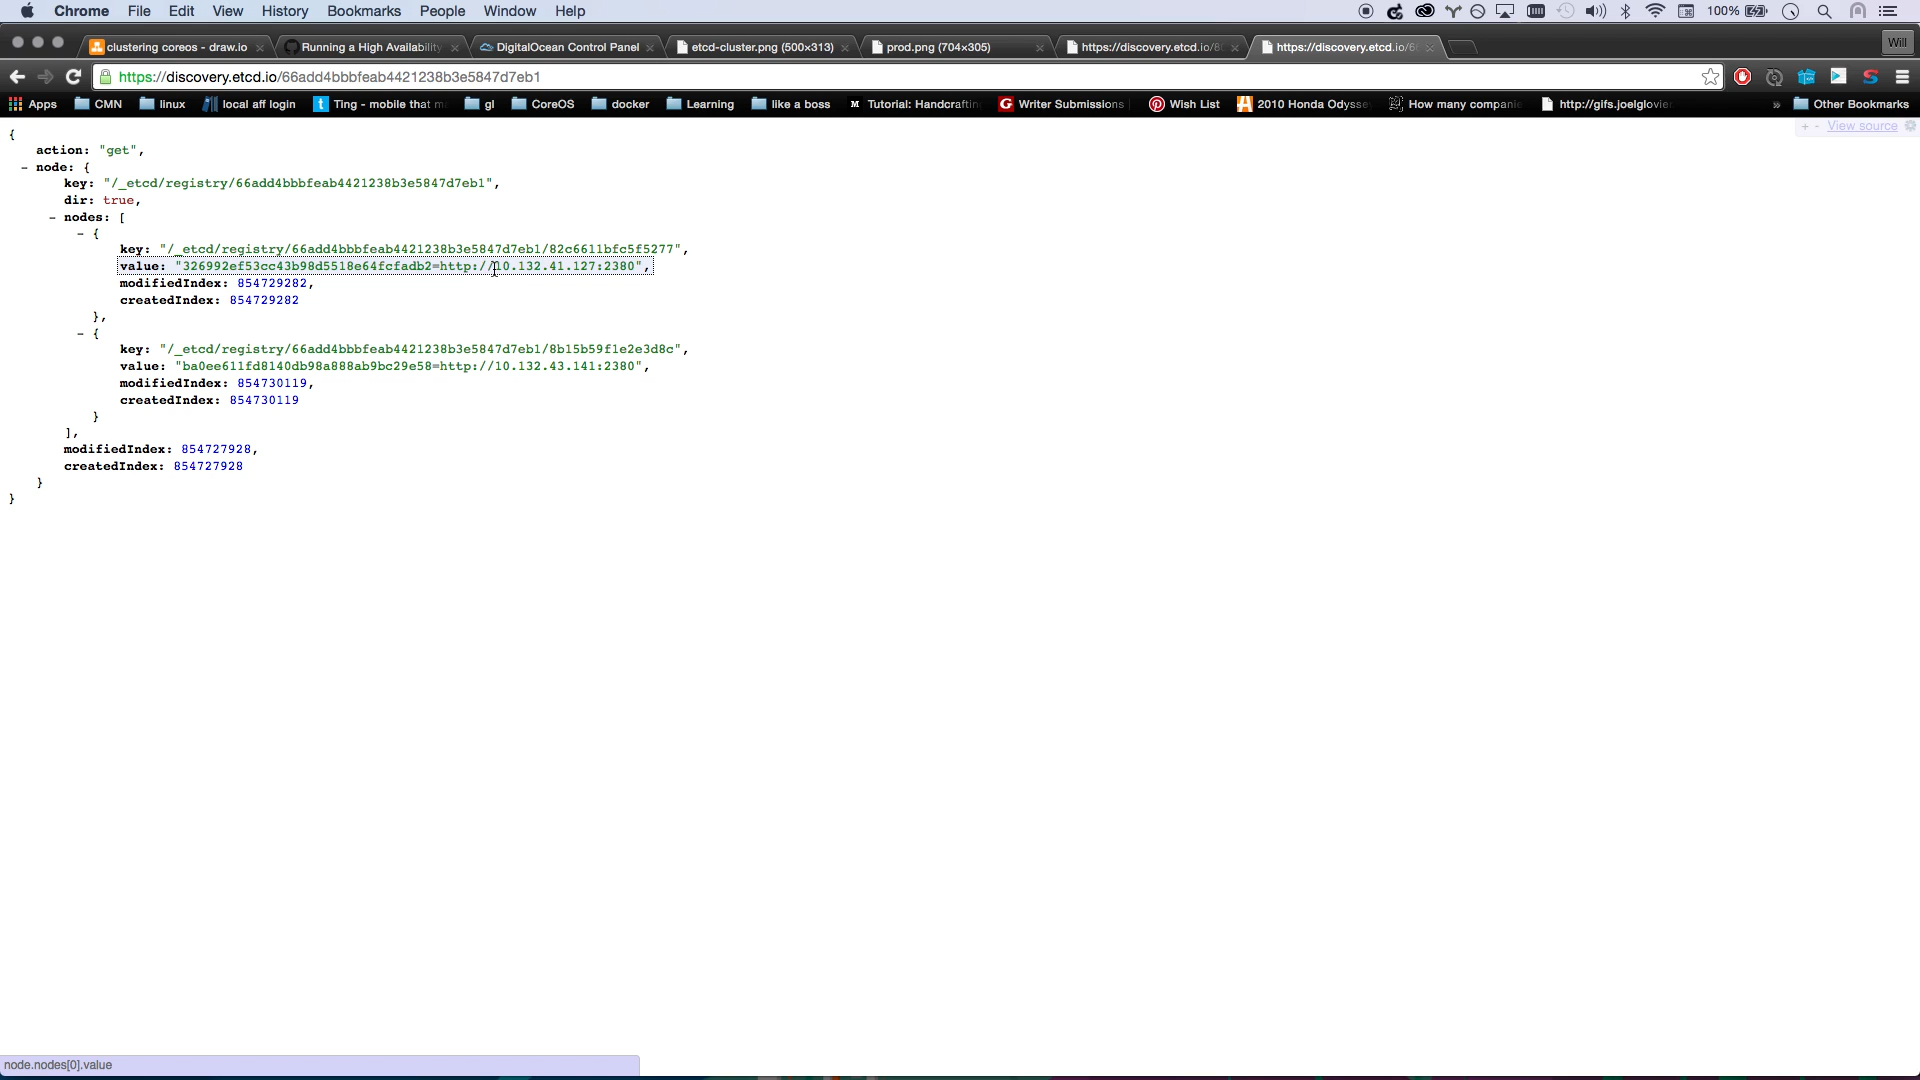 Chrome File Edit View History Bookmarks People Window Help 100%
clustering coreos - draw.io Running a High Availability DigitalOcean Control Panel etcd-cluster.png (500×313) prod.png (704×305) https://discovery.etcd.io/8 https://discovery.etcd.io/6 Will
https://discovery.etcd.io/66add4bbbfeab4421238b3e5847d7eb1
Apps CMN linux local aff login Ting - mobile that m gl CoreOS docker Learning like a boss Tutorial: Handcraftin Writer Submissions Wish List 2010 Honda Odysse How many compani http://gifs.joelglovie » Other Bookmarks
+ - View source
{
action: "get",
- node: {
key: "/_etcd/registry/66add4bbbfeab4421238b3e5847d7eb1",
dir: true,
- nodes: [
- {
key: "/_etcd/registry/66add4bbbfeab4421238b3e5847d7eb1/82c6611bfc5f5277",
value: "326992ef53cc43b98d5518e64fcfadb2=http://10.132.41.127:2380",
modifiedIndex: 854729282,
createdIndex: 854729282
},
- {
key: "/_etcd/registry/66add4bbbfeab4421238b3e5847d7eb1/8b15b59f1e2e3d8c",
value: "ba0ee611fd8140db98a888ab9bc29e58=http://10.132.43.141:2380",
modifiedIndex: 854730119,
createdIndex: 854730119
}
],
modifiedIndex: 854727928,
createdIndex: 854727928
}
}
node.nodes[0].value